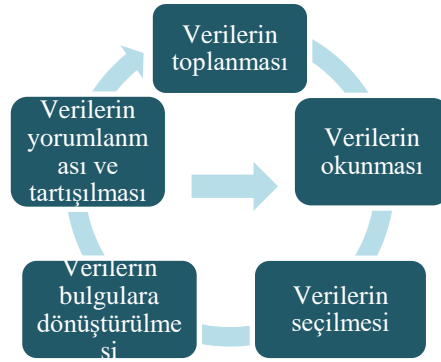 Verilerin
toplanması
Verilerin
okunması
Verilerin
seçilmesi
Verilerin
bulgulara
dönüştürülme
si
Verilerin
yorumlanm
ası ve
tartışılması